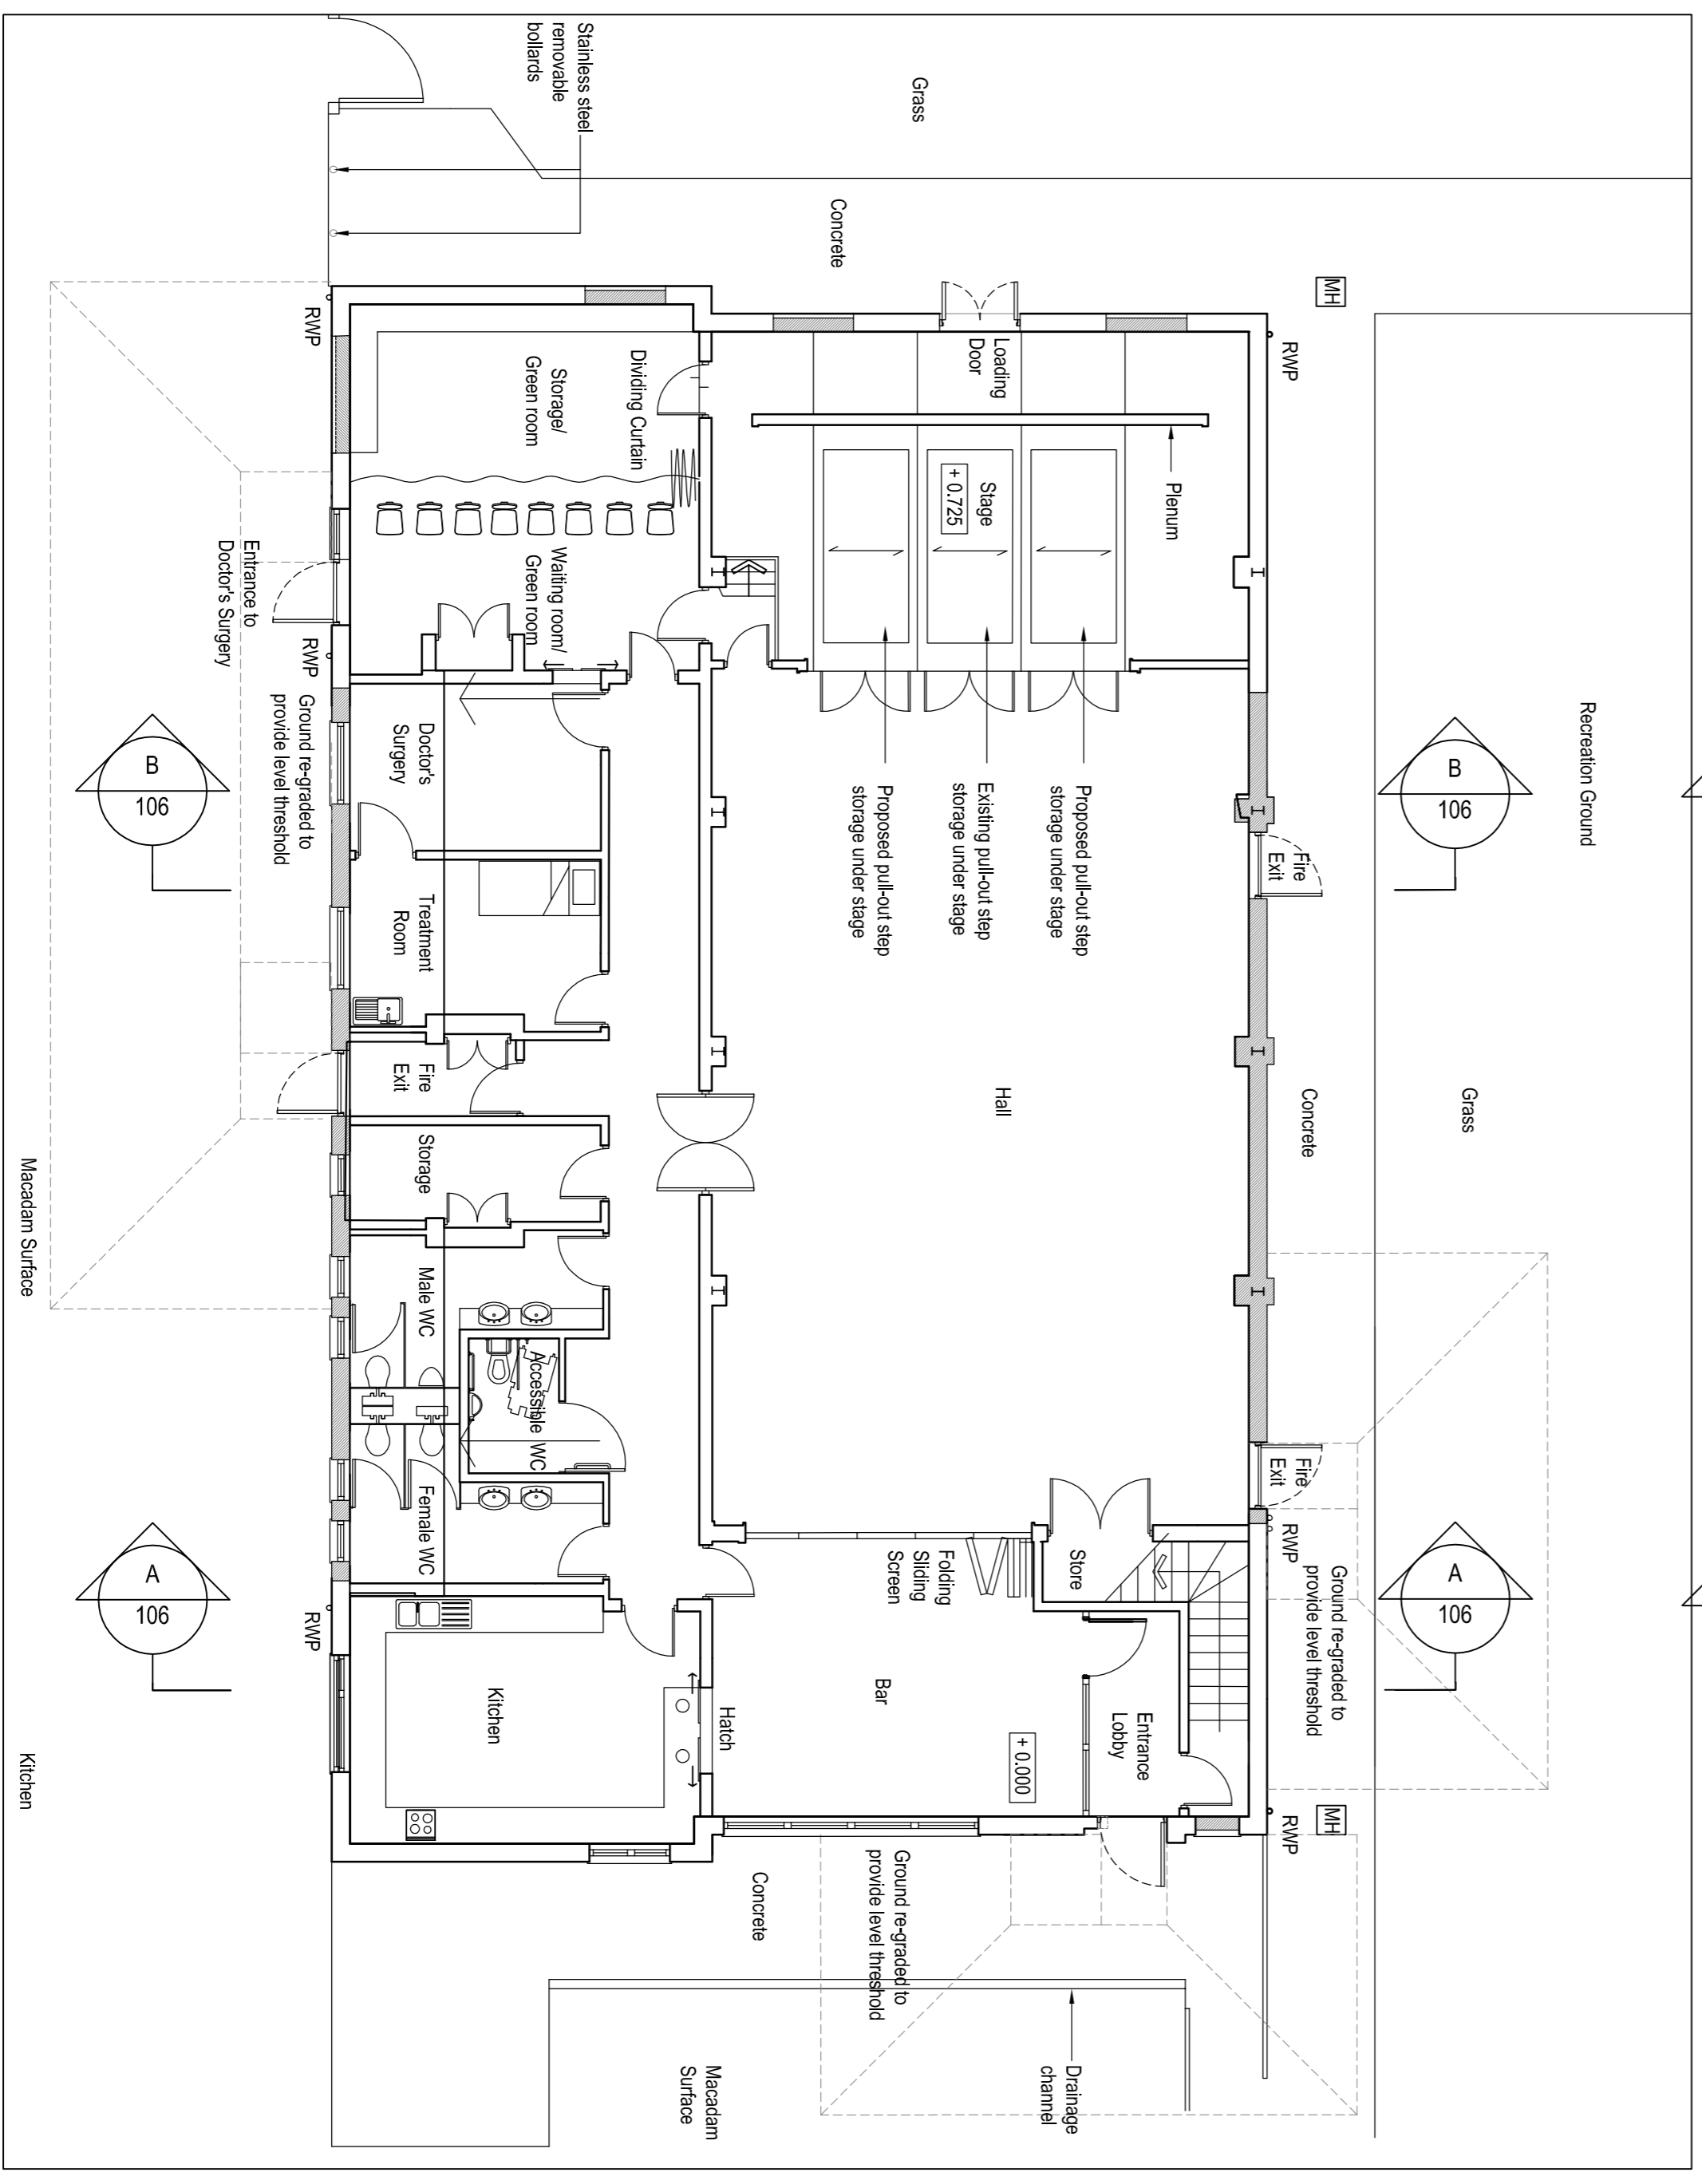 Recreation Ground
Grass
Concrete
MH
RWP
B
106
Fire
Exit
Fire
Exit
RWP
Ground re-graded to
provide level threshold
A
106
MH
RWP
Grass
Concrete
Loading
Door
Plenum
Stage
+ 0.725
Proposed pull-out step
storage under stage
Existing pull-out step
storage under stage
Proposed pull-out step
storage under stage
Hall
Store
Folding
Sliding
Screen
Bar
Entrance
Lobby
+ 0.000
Ground re-graded to
provide level threshold
Concrete
Drainage
channel
Macadam
Surface
Stainless steel
removable
bollards
Dividing Curtain
Storage/
Green room
Waiting room/
Green room
Doctor's
Surgery
Treatment
Room
Fire
Exit
Storage
Male WC
Accessible WC
Female WC
Hatch
Kitchen
RWP
Entrance to
Doctor's Surgery
RWP
Ground re-graded to
provide level threshold
RWP
B
106
A
106
Macadam Surface
Kitchen